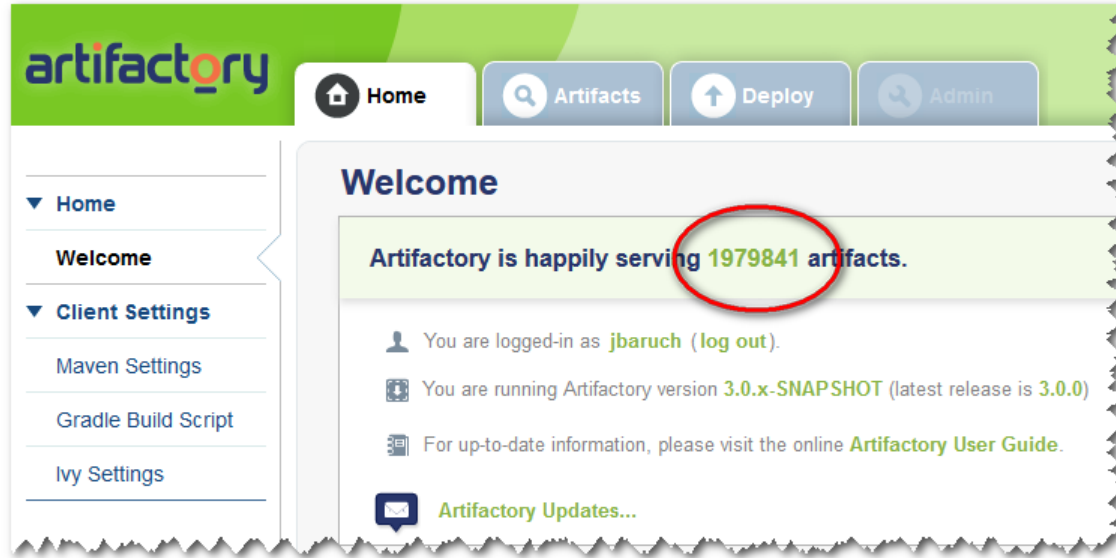 artifactory
Home
Artifacts
Deploy
Admin
Home
Welcome
Client Settings
Maven Settings
Gradle Build Script
Ivy Settings
Welcome
Artifactory is happily serving 1979841 artifacts.
You are logged-in as jbaruch (log out).
You are running Artifactory version 3.0.x-SNAPSHOT (latest release is 3.0.0)
For up-to-date information, please visit the online Artifactory User Guide.
Artifactory Updates...